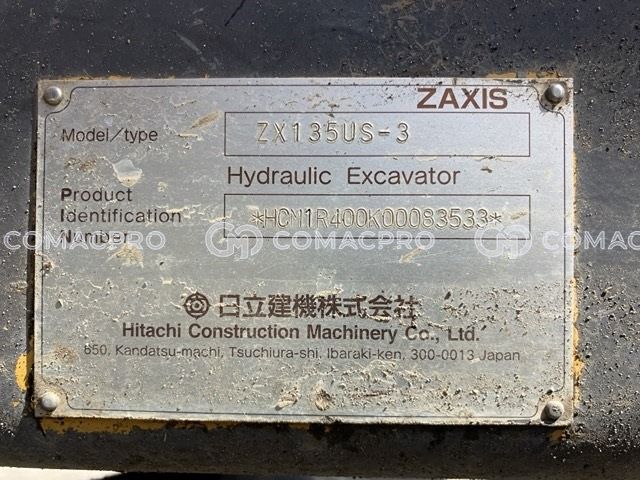 ZAXIS
Model/type ZX135US-3
Hydraulic Excavator
Product
Identification
Number *HCM1R400K00083533*
COMACPRO COMACPRO COMACPRO
日立建機株式会社
Hitachi Construction Machinery Co., Ltd.
650, Kandatsu-machi, Tsuchiura-shi, Ibaraki-ken, 300-0013 Japan